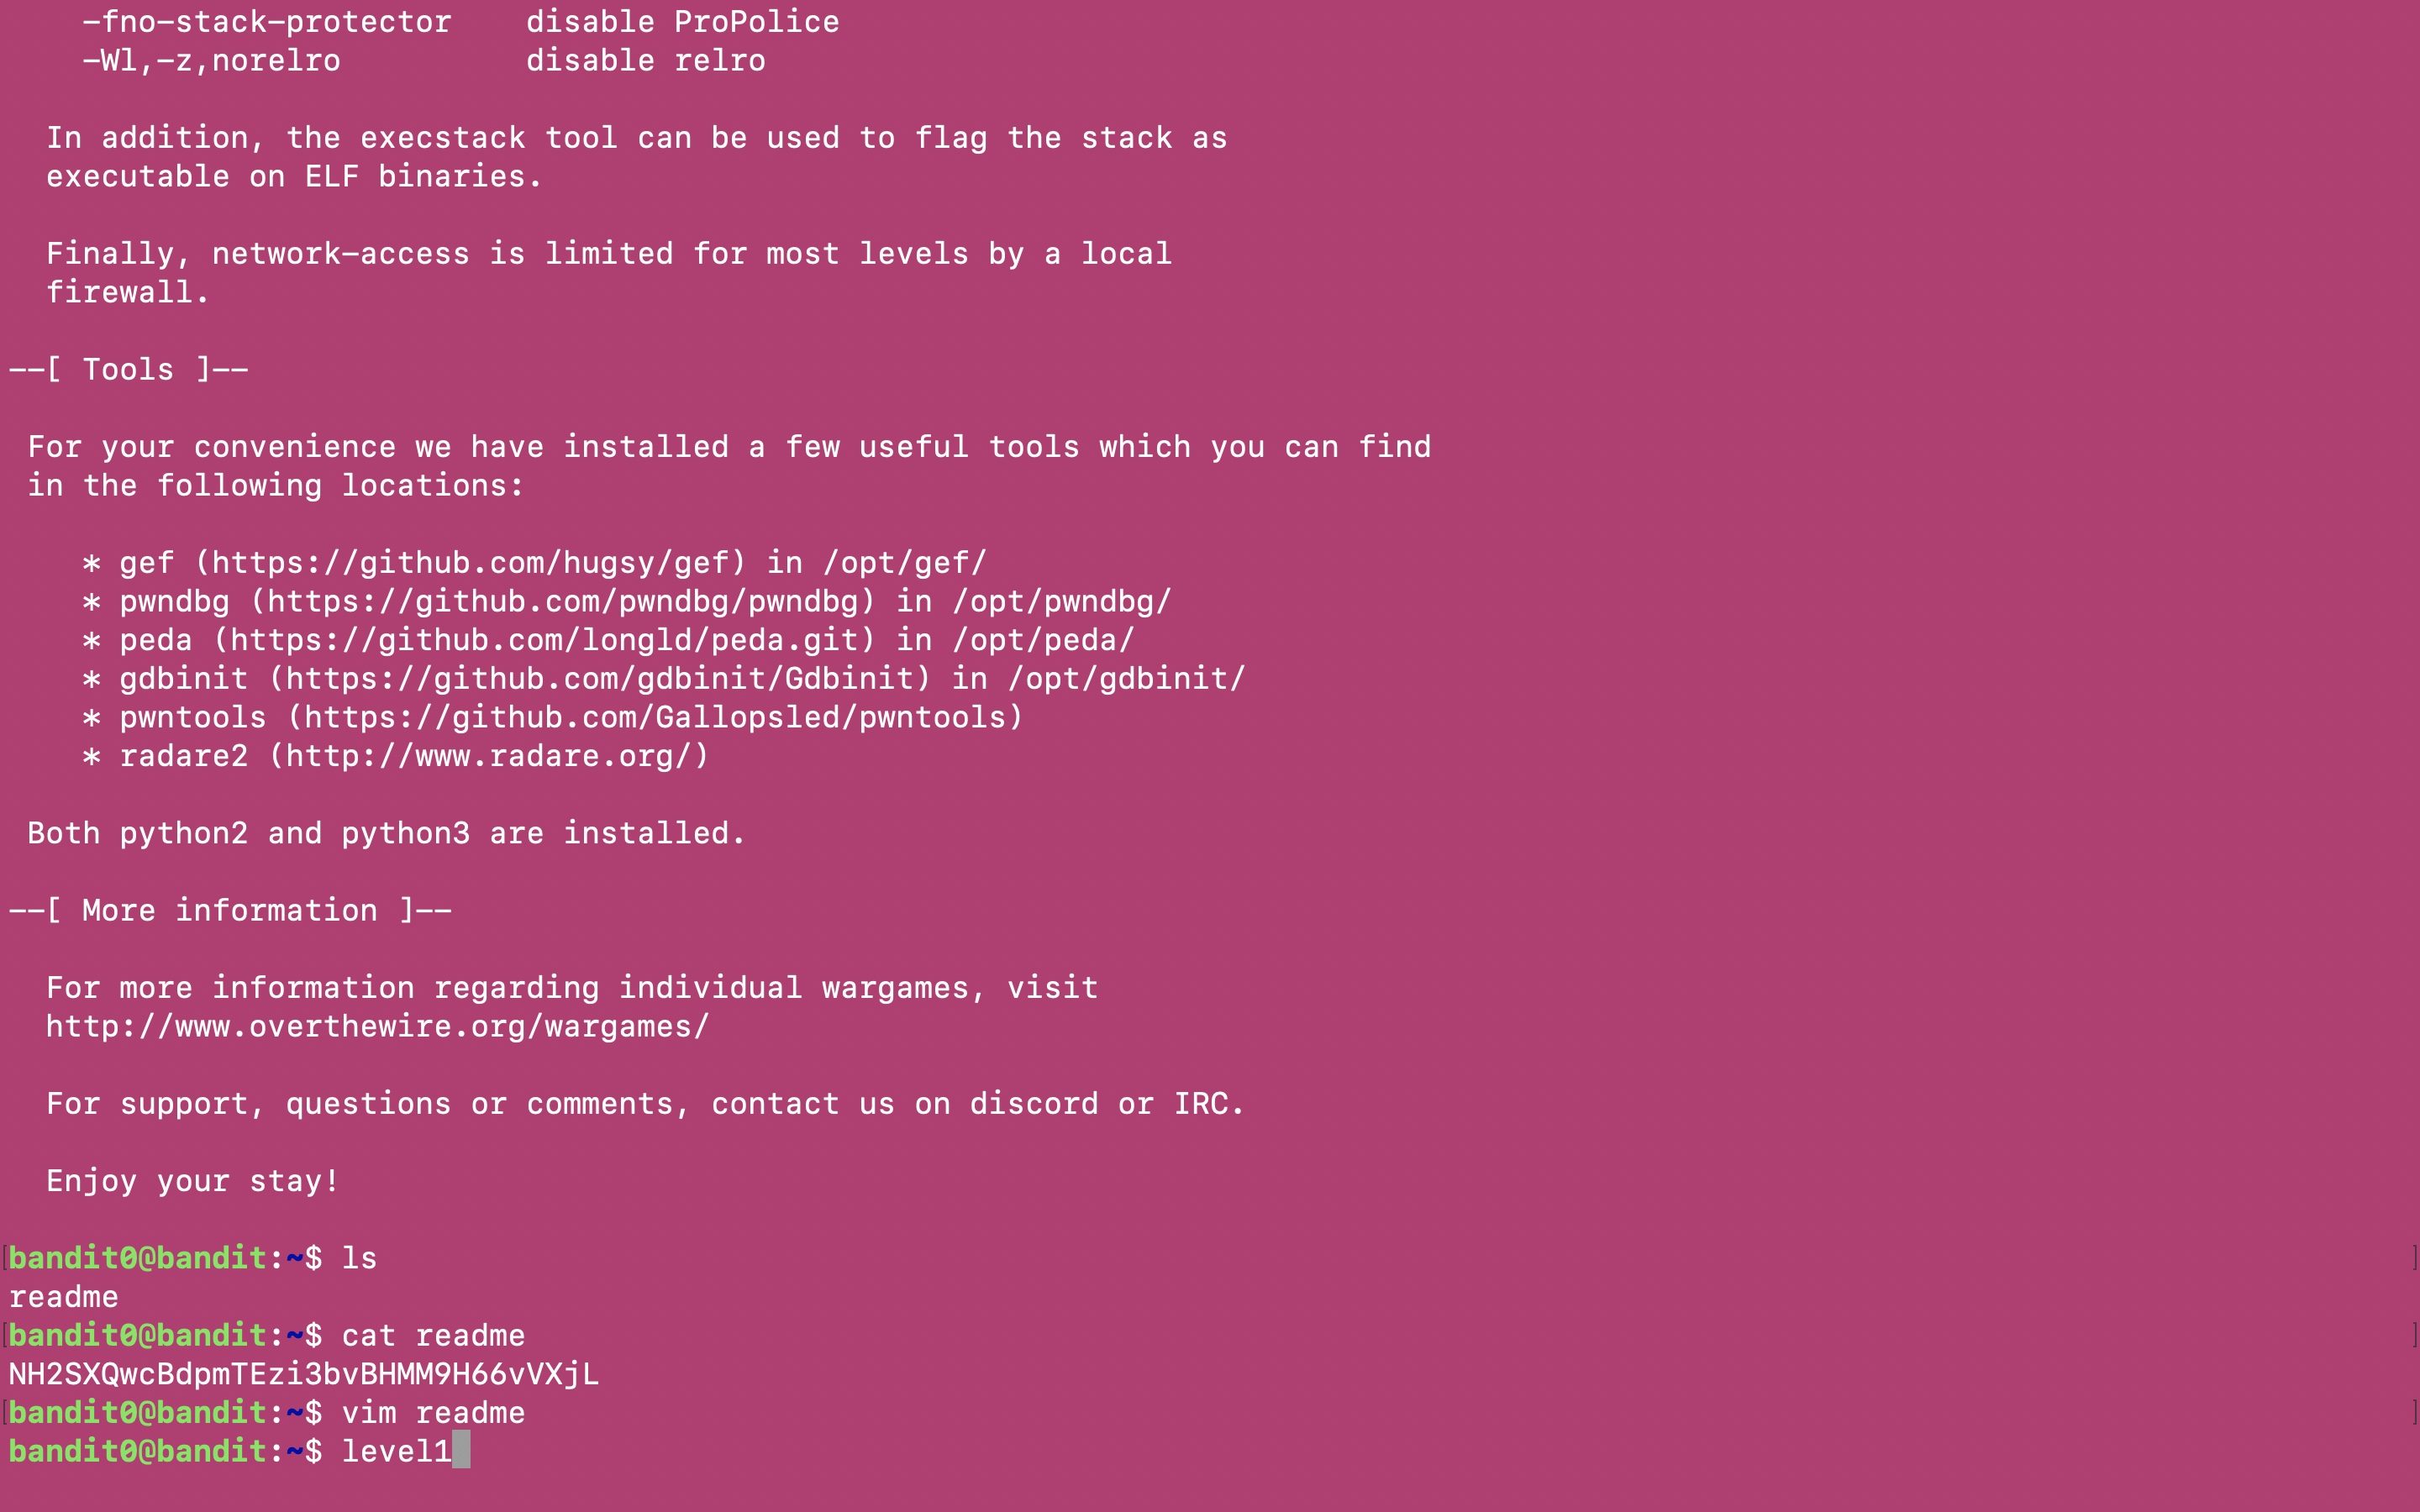 -fno-stack-protector    disable ProPolice
-Wl,-z,norelro          disable relro
In addition, the execstack tool can be used to flag the stack as
executable on ELF binaries.
Finally, network-access is limited for most levels by a local
firewall.
--[ Tools ]--
For your convenience we have installed a few useful tools which you can find
in the following locations:
* gef (https://github.com/hugsy/gef) in /opt/gef/
* pwndbg (https://github.com/pwndbg/pwndbg) in /opt/pwndbg/
* peda (https://github.com/longld/peda.git) in /opt/peda/
* gdbinit (https://github.com/gdbinit/Gdbinit) in /opt/gdbinit/
* pwntools (https://github.com/Gallopsled/pwntools)
* radare2 (http://www.radare.org/)
Both python2 and python3 are installed.
--[ More information ]--
For more information regarding individual wargames, visit
http://www.overthewire.org/wargames/
For support, questions or comments, contact us on discord or IRC.
Enjoy your stay!
bandit0@bandit:~$ ls
readme
bandit0@bandit:~$ cat readme
NH2SXQwcBdpmTEzi3bvBHMM9H66vVXjL
bandit0@bandit:~$ vim readme
bandit0@bandit:~$ level1